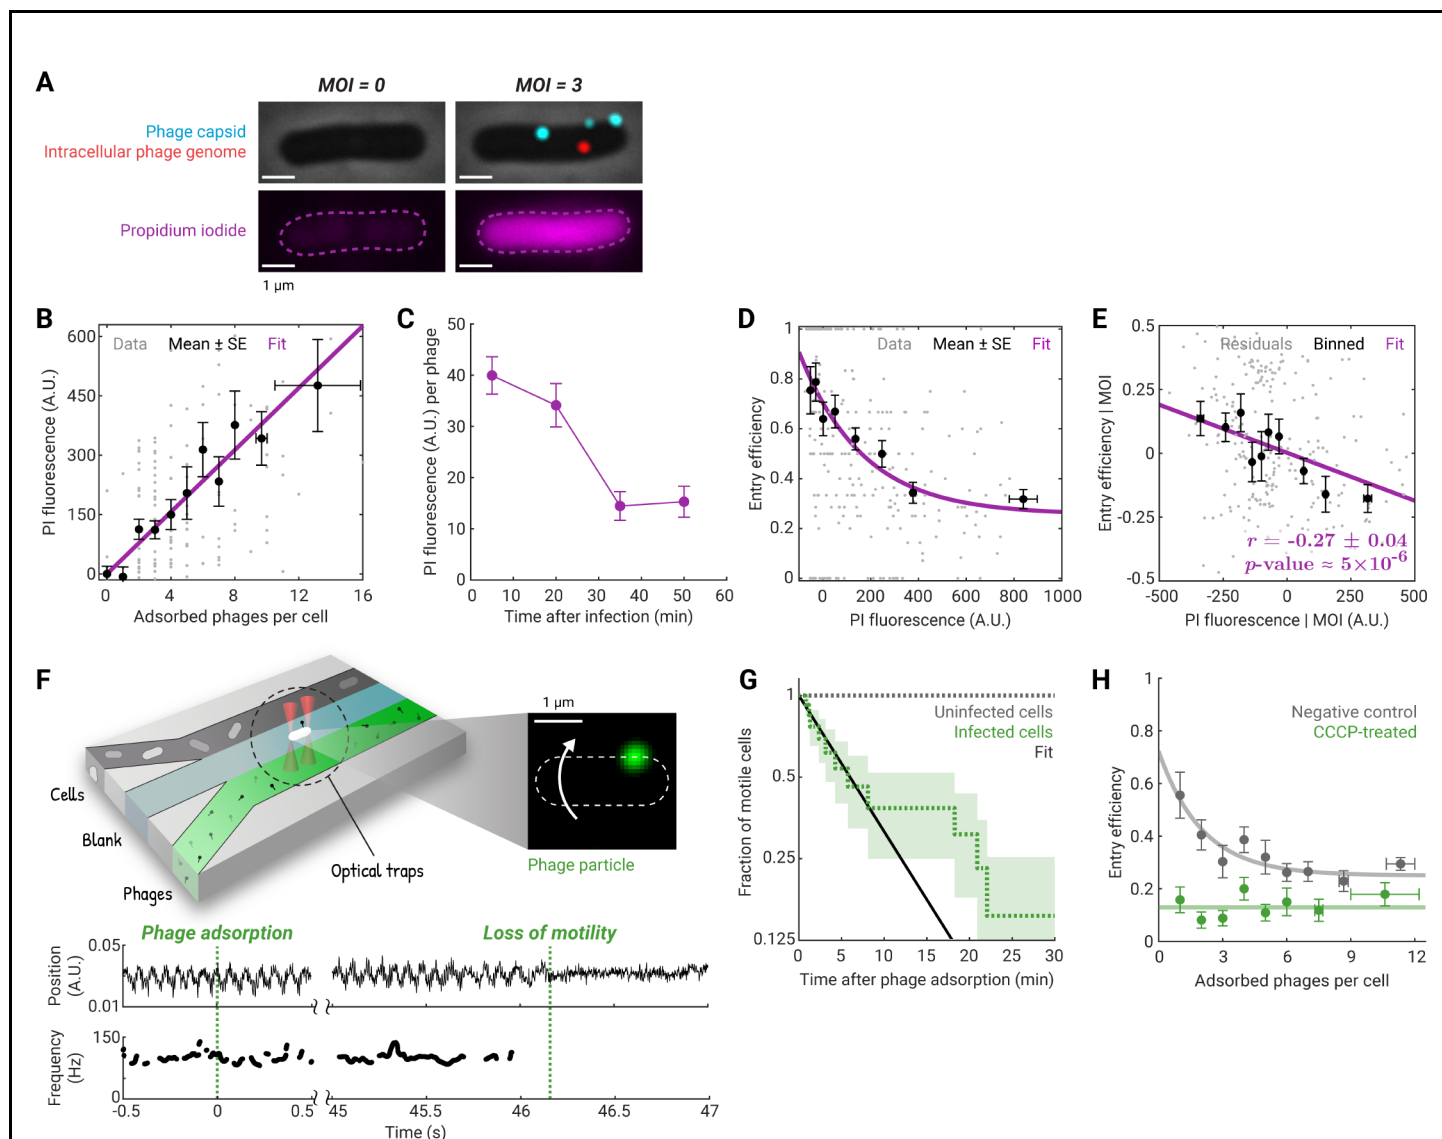 A
MOI = 0
MOI = 3
Phage capsid
Intracellular phage genome
Propidium iodide
1 μm
B
Data
Mean ± SE
Fit
PI fluorescence (A.U.)
600
450
300
150
0
0
4
8
12
16
Adsorbed phages per cell
C
PI fluorescence (A.U.) per phage
50
40
30
20
10
0
0
10
20
30
40
50
60
Time after infection (min)
D
Data
Mean ± SE
Fit
Entry efficiency
1
0.8
0.6
0.4
0.2
0
0
200
400
600
800
1000
PI fluorescence (A.U.)
E
Residuals
Binned
Fit
Entry efficiency | MOI
0.5
0.25
0
-0.25
-0.5
r = -0.27 ± 0.04
p-value ≈ 5×10-6
-500
-250
0
250
500
PI fluorescence | MOI (A.U.)
F
Cells
Blank
Phages
Optical traps
1 μm
Phage particle
Phage adsorption
Loss of motility
Position
(A.U.)
0.05
0.01
Frequency
(Hz)
150
0
-0.5
0
0.5
45
45.5
46
46.5
47
Time (s)
G
Uninfected cells
Infected cells
Fit
Fraction of motile cells
1
0.5
0.25
0.125
0
5
10
15
20
25
30
Time after phage adsorption (min)
H
Negative control
CCCP-treated
Entry efficiency
1
0.8
0.6
0.4
0.2
0
0
3
6
9
12
Adsorbed phages per cell